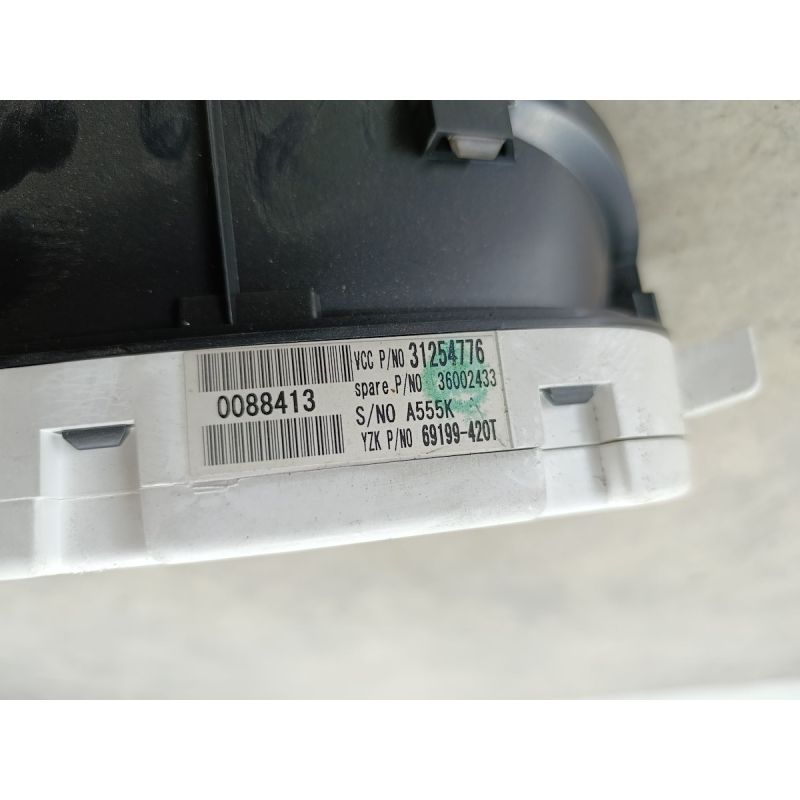 VCC P/NO 31254776
spare.P/NO 36002433
0088413
S/NO A555K
YZK P/NO 69199-420T